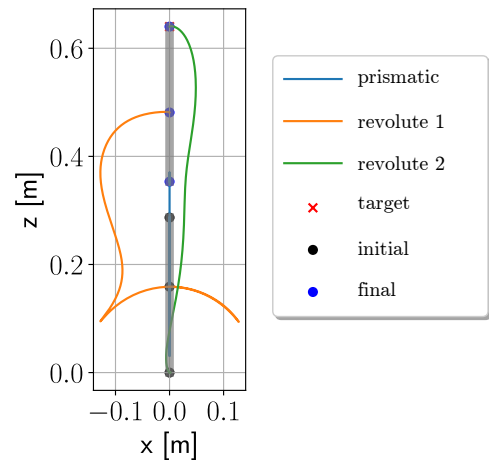 0.6
0.4
0.2
0.0
z [m]
−0.1 0.0 0.1
x [m]
prismatic
revolute 1
revolute 2
target
initial
final